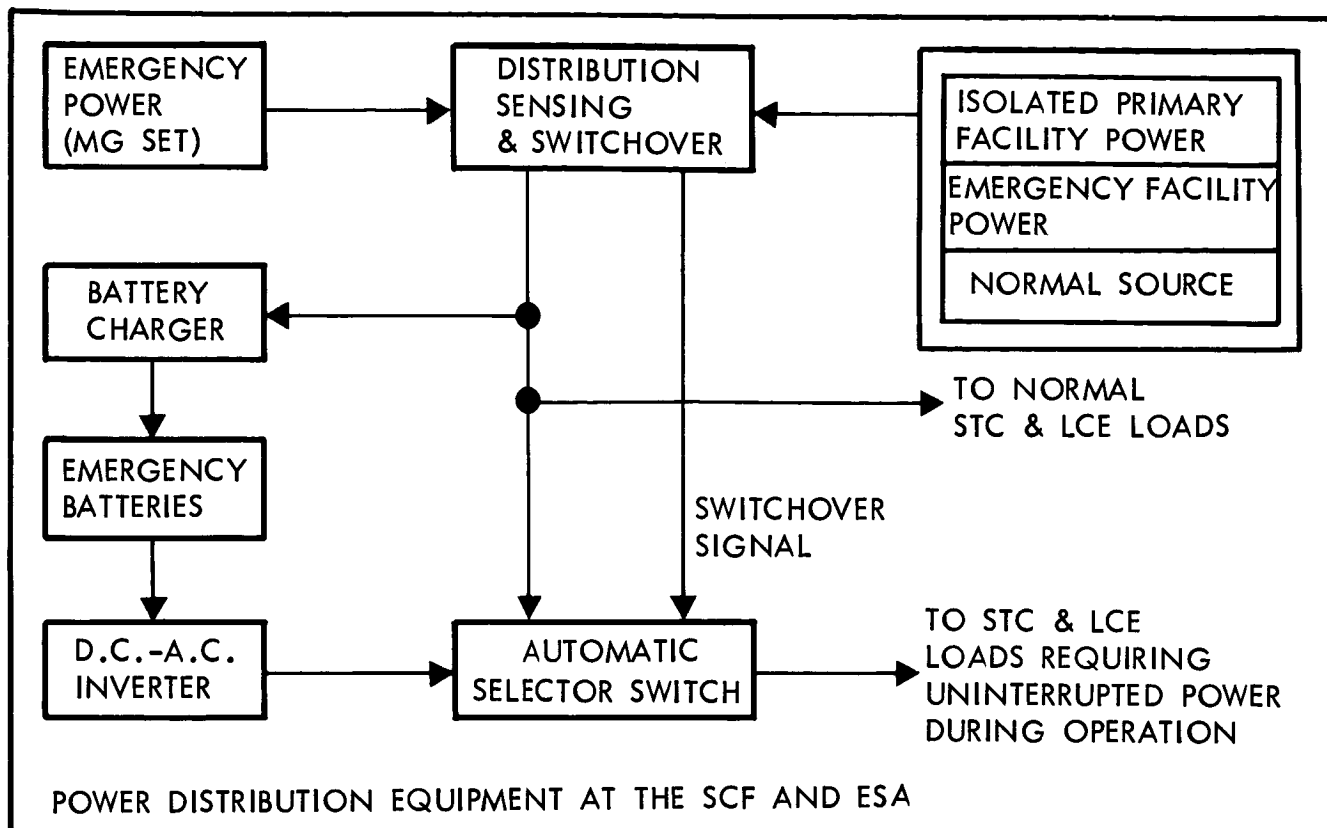 EMERGENCY
POWER
(MG SET)
DISTRIBUTION
SENSING
& SWITCHOVER
ISOLATED PRIMARY
FACILITY POWER
EMERGENCY FACILITY
POWER
NORMAL SOURCE
BATTERY
CHARGER
TO NORMAL
STC & LCE LOADS
EMERGENCY
BATTERIES
SWITCHOVER
SIGNAL
D.C.-A.C.
INVERTER
AUTOMATIC
SELECTOR SWITCH
TO STC & LCE
LOADS REQUIRING
UNINTERRUPTED POWER
DURING OPERATION
POWER DISTRIBUTION EQUIPMENT AT THE SCF AND ESA